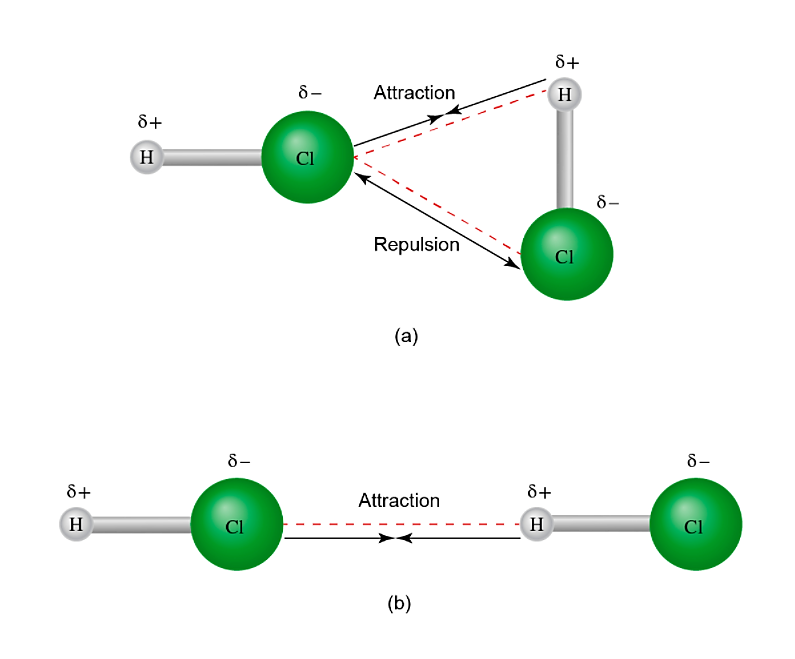 δ+
δ−
Attraction
H
δ+
H
Cl
δ−
Repulsion
Cl
(a)
δ−
δ−
δ+
Attraction
δ+
H
Cl
H
Cl
(b)